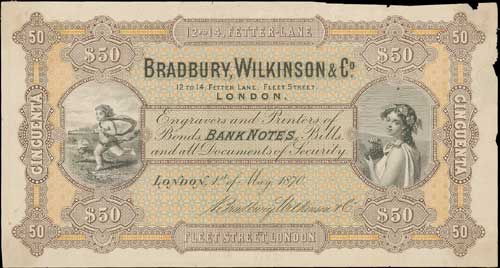 50 12 TO 14, FETTER-LANE 50
$50 $50
BRADBURY, WILKINSON & Co.
12 TO 14, FETTER LANE, FLEET STREET
LONDON.
CINCUENTA
CINCUENTA
Engravers and Printers of
Bonds, BANK NOTES, Bills,
and all Documents of Security
LONDON, 1st of May 1870
Bradbury Wilkinson & Co
$50 $50
50 FLEET STREET LONDON 50